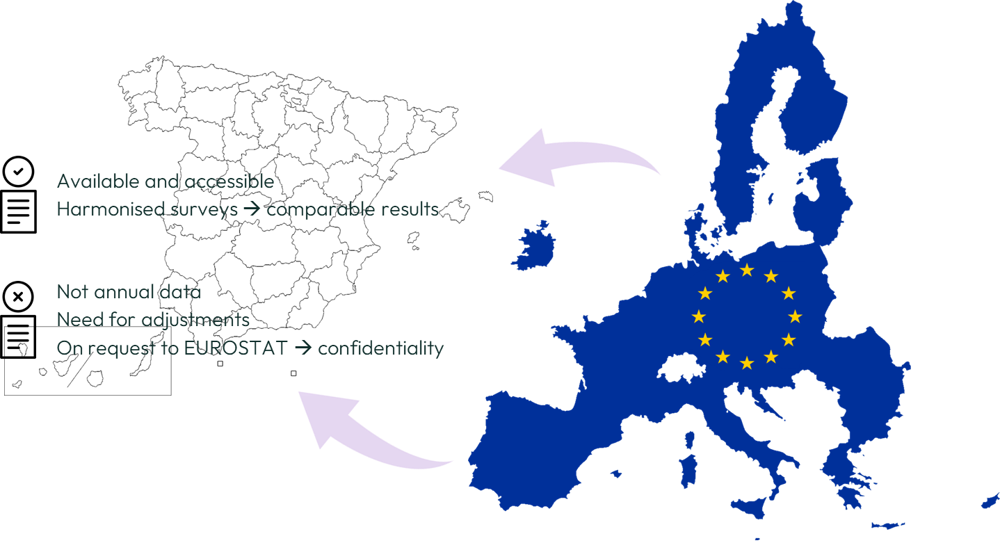 Available and accessible
Harmonised surveys → comparable results
Not annual data
Need for adjustments
On request to EUROSTAT → confidentiality